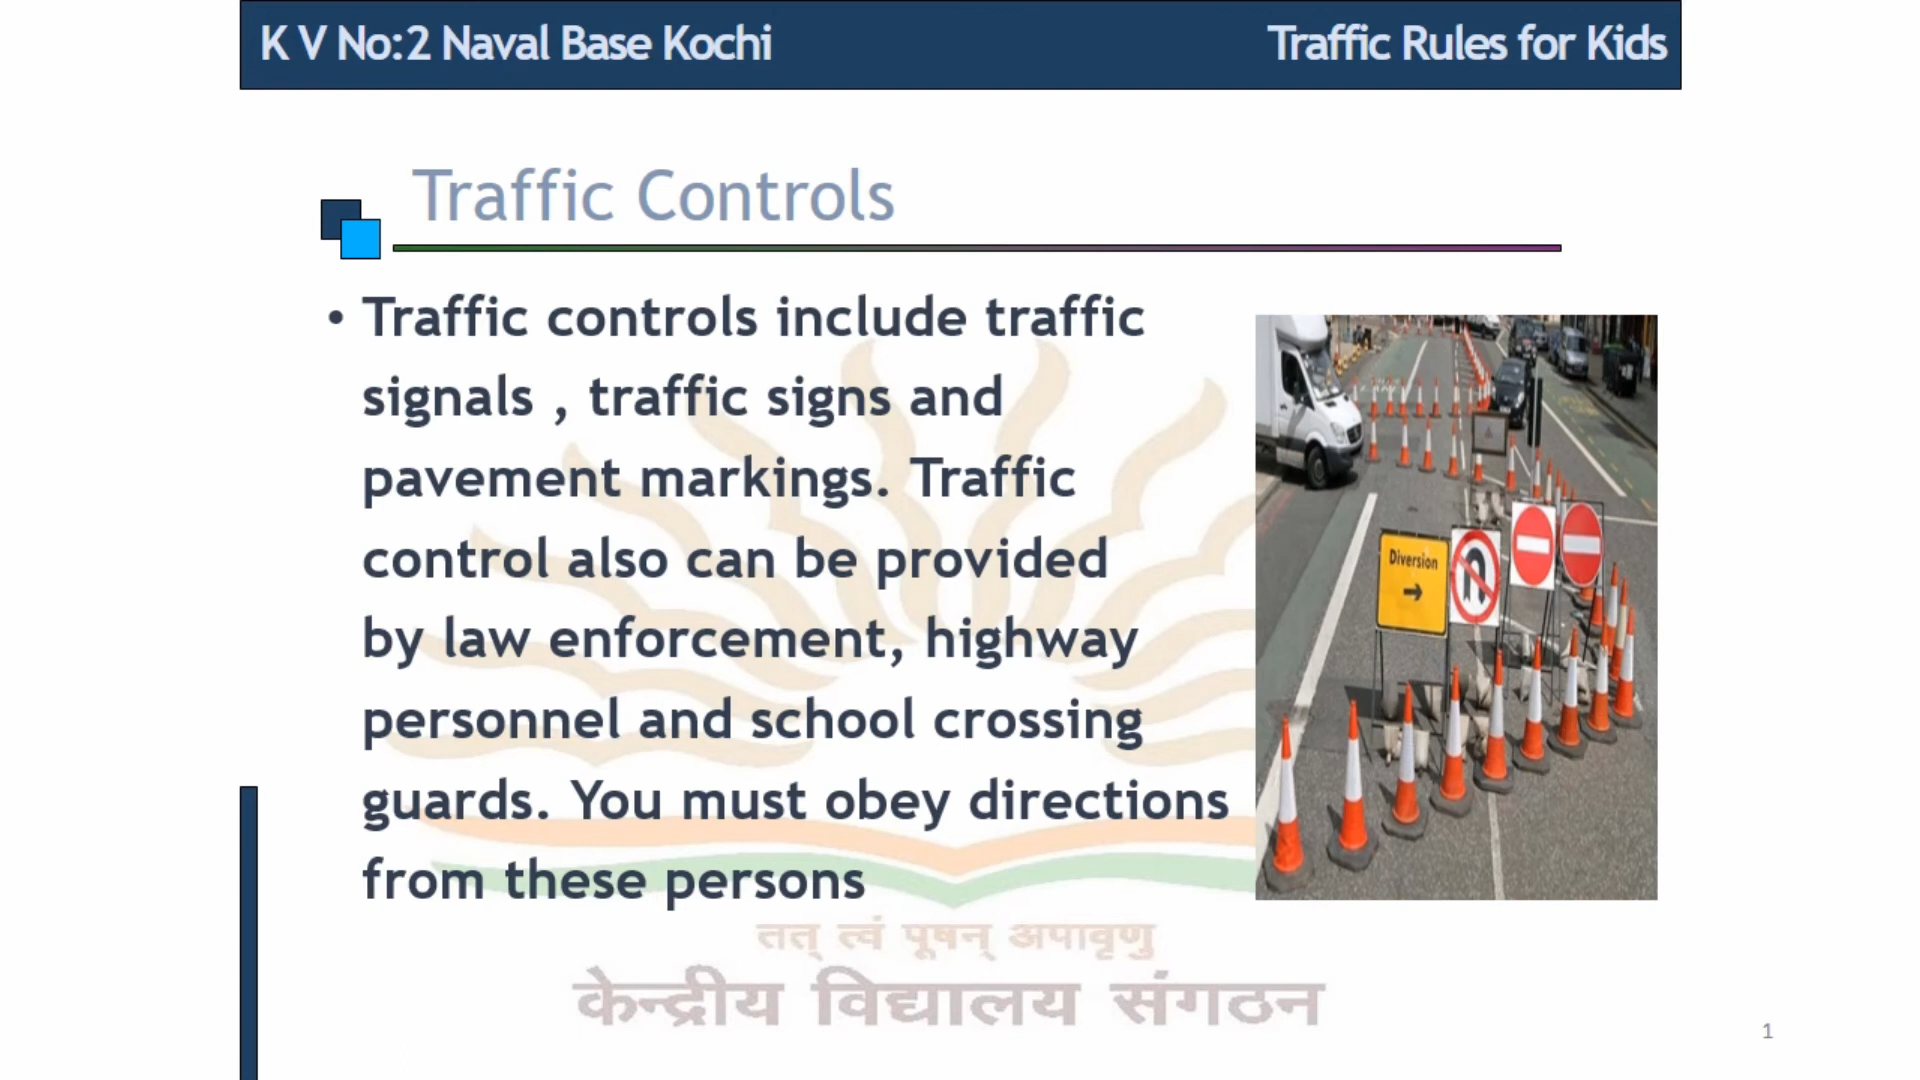 K V No:2 Naval Base Kochi
Traffic Rules for Kids
Traffic Controls
• Traffic controls include traffic
signals , traffic signs and
pavement markings. Traffic
control also can be provided
by law enforcement, highway
personnel and school crossing
guards. You must obey directions
from these persons
Diversion
तत् त्वं पूषन् अपावृणु
केन्द्रीय विद्यालय संगठन
1